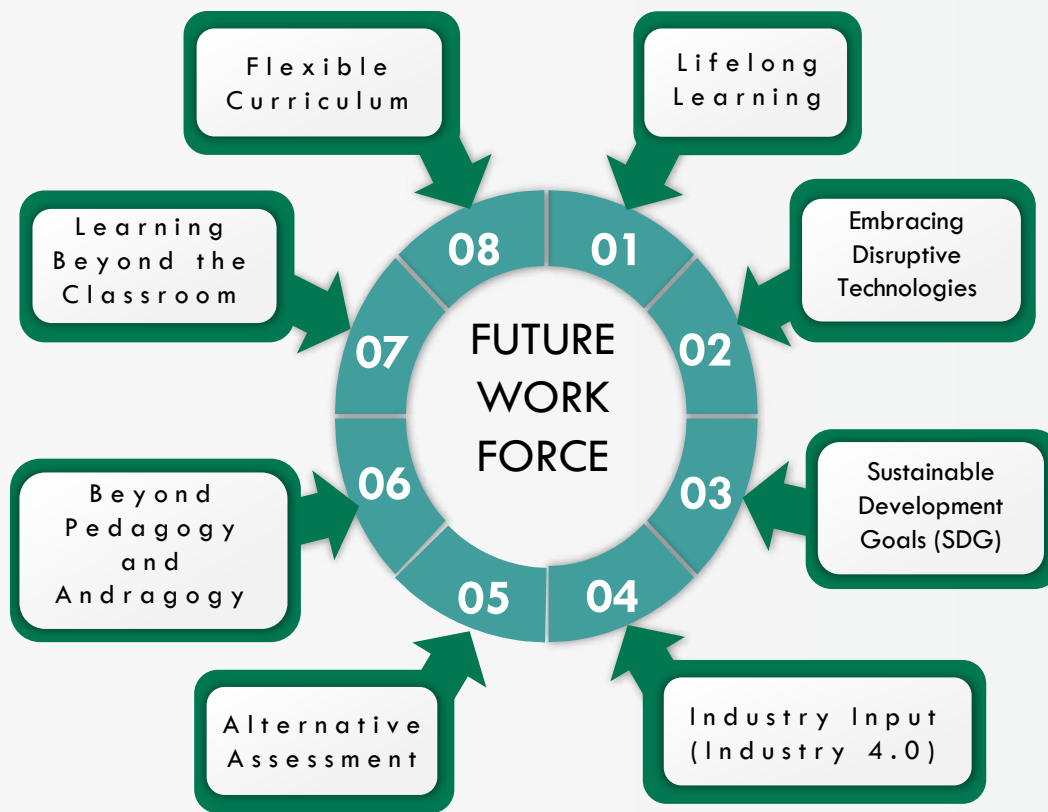 Flexible
Curriculum
Lifelong
Learning
Learning
Beyond the
Classroom
Embracing
Disruptive
Technologies
08
01
07
02
FUTURE
WORK
FORCE
06
03
05
04
Beyond
Pedagogy
and
Andragogy
Sustainable
Development
Goals (SDG)
Alternative
Assessment
Industry Input
(Industry 4.0)